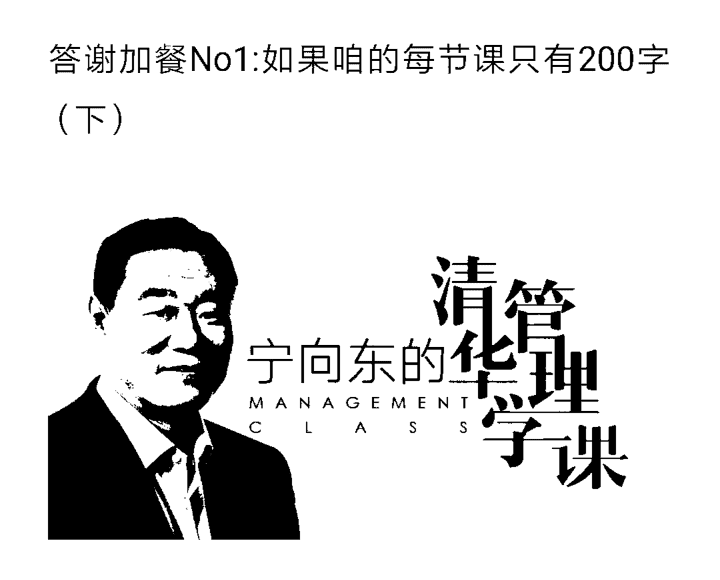 答谢加餐No1:如果咱的每节课只有200字
（下）
宁向东的
清华
管理
学课
MANAGEMENT
CLASS